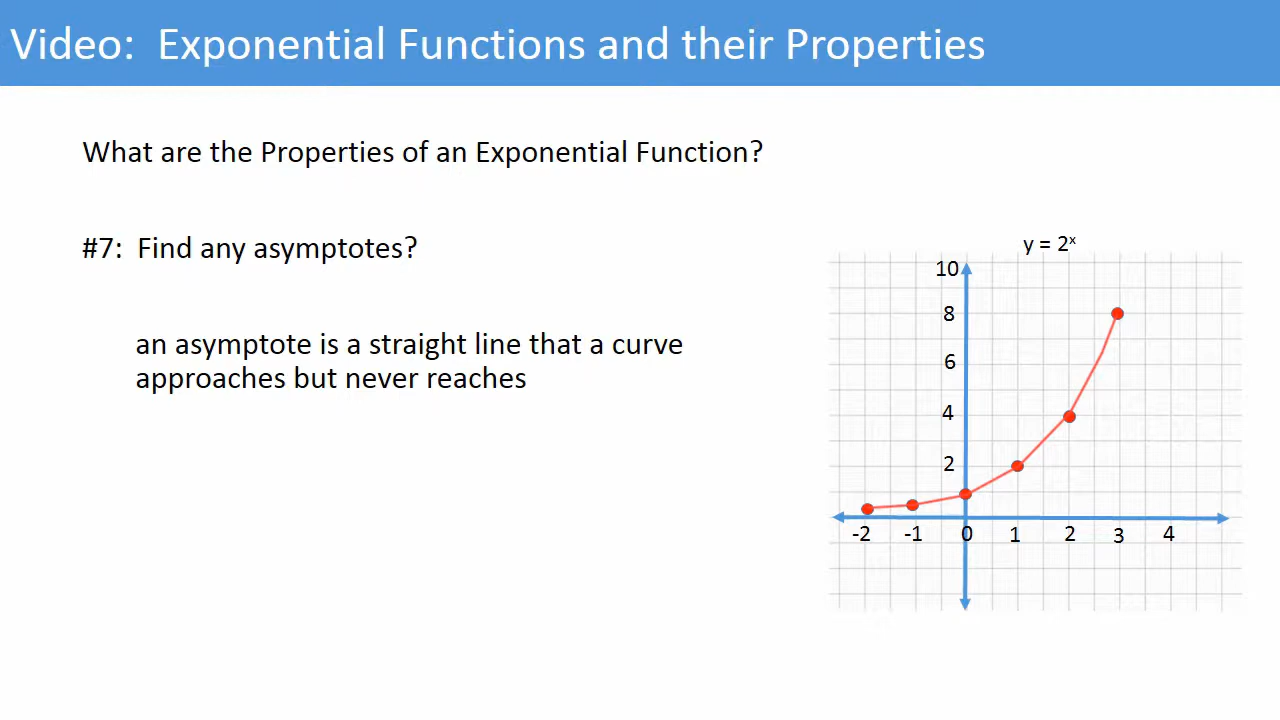 Video: Exponential Functions and their Properties
What are the Properties of an Exponential Function?
#7: Find any asymptotes?
an asymptote is a straight line that a curve
approaches but never reaches
y = 2ˣ
10
8
6
4
2
-2 -1 0 1 2 3 4